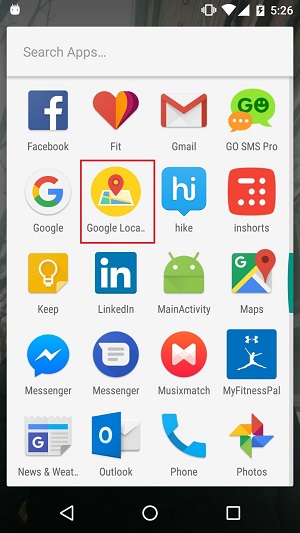 5:26
Search Apps...
Facebook
Fit
Gmail
GO SMS Pro
Google
Google Loca..
hike
inshorts
Keep
LinkedIn
MainActivity
Maps
Messenger
Messenger
Musixmatch
MyFitnessPal
News & Weat..
Outlook
Phone
Photos